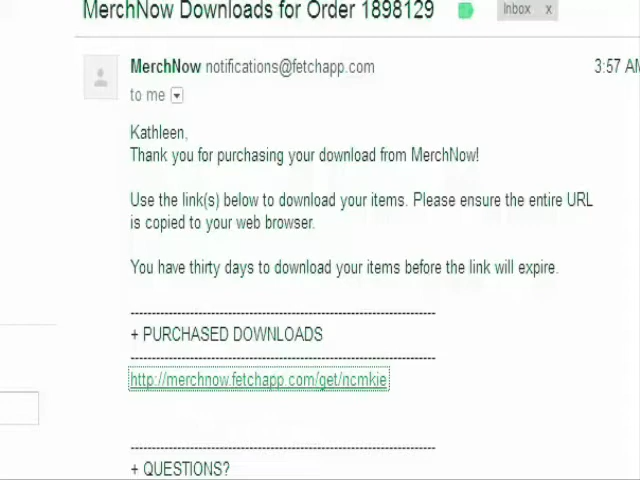 MerchNow Downloads for Order 1898129
Inbox x
MerchNow notifications@fetchapp.com
3:57 AM
to me
Kathleen,
Thank you for purchasing your download from MerchNow!
Use the link(s) below to download your items. Please ensure the entire URL
is copied to your web browser.
You have thirty days to download your items before the link will expire.
----------------------------------------------------------------------
+ PURCHASED DOWNLOADS
----------------------------------------------------------------------
http://merchnow.fetchapp.com/get/ncmkie
----------------------------------------------------------------------
+ QUESTIONS?